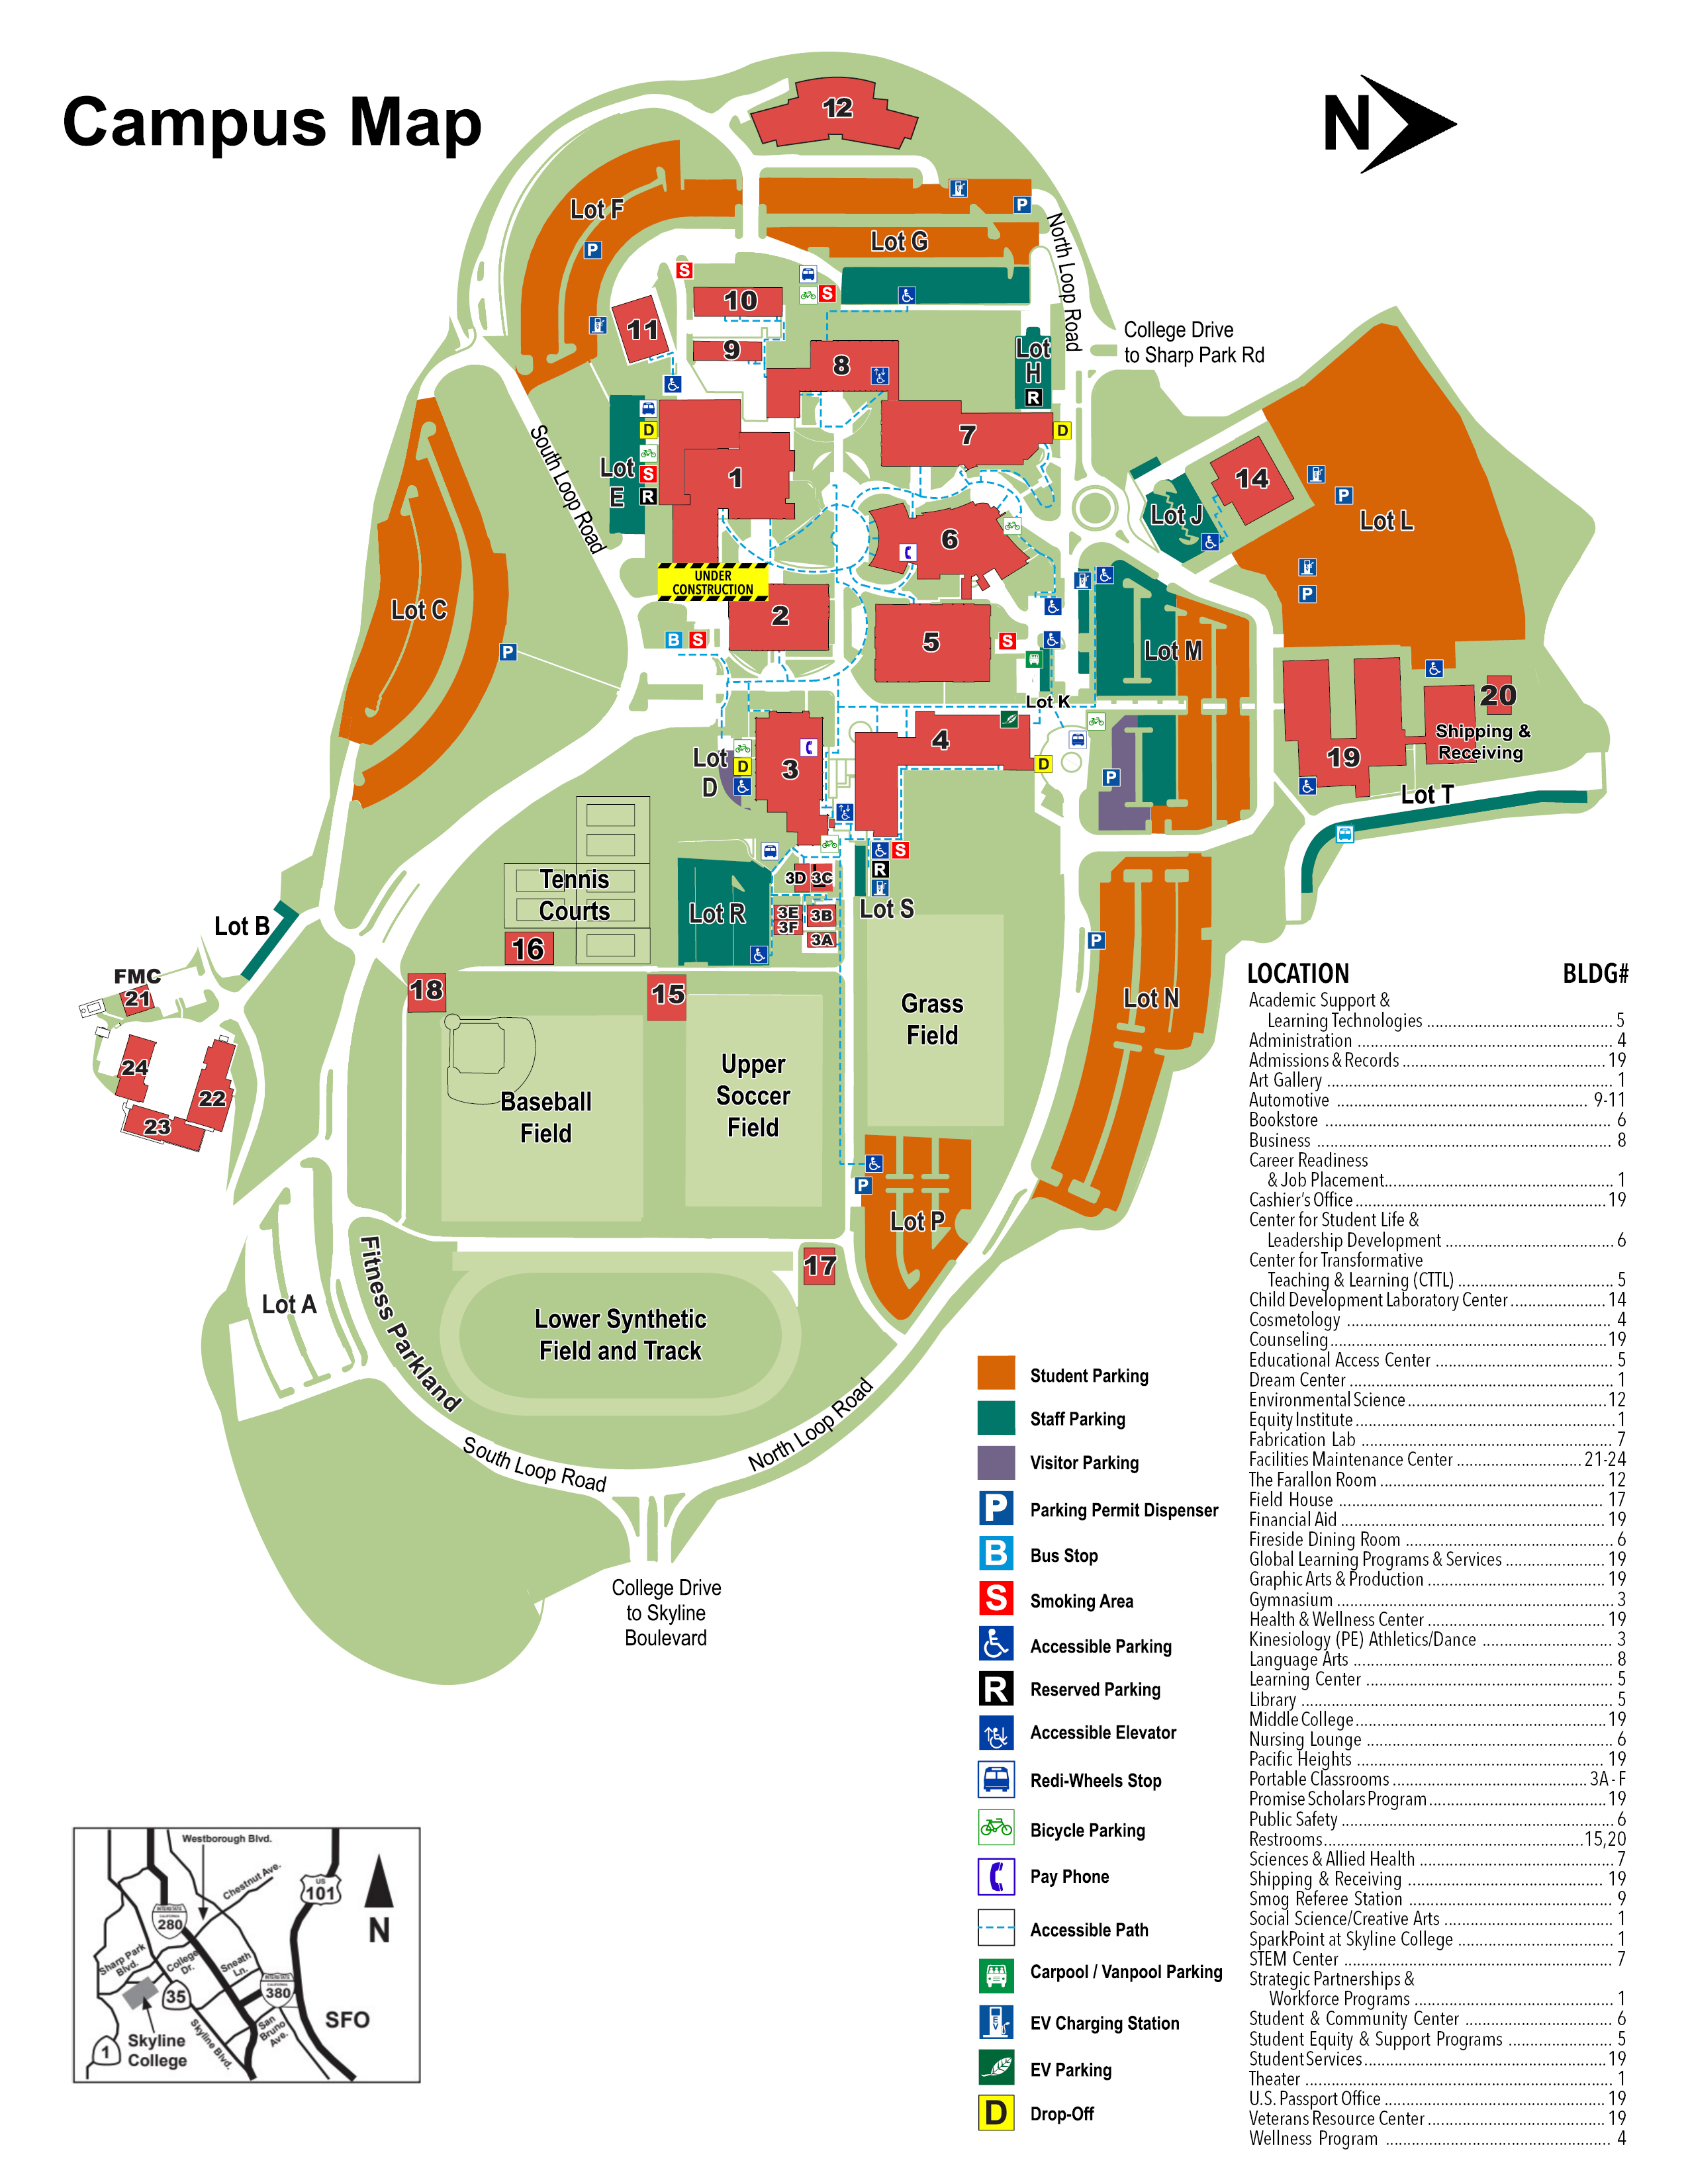 Campus Map
N
12
Lot F
P
P
Lot G
North Loop Road
S
S
10
11
9
8
College Drive
to Sharp Park Rd
Lot
H
R
D
Lot
E
D
S
R
1
7
D
14
P
Lot J
Lot L
South Loop Road
6
P
UNDER
CONSTRUCTION
Lot C
P
2
B S
5
S
Lot M
Lot K
20
Shipping &
Receiving
19
Lot T
4
D
P
Lot
D
D
3
S
R
Lot S
3D 3C
3E
3F
3B
3A
Lot R
Tennis
Courts
16
Lot B
FMC
21
24
22
23
18
15
P
Lot N
Grass
Field
Upper
Soccer
Field
Baseball
Field
P
Lot P
17
Lot A
Fitness Parkland
Lower Synthetic
Field and Track
South Loop Road
North Loop Road
College Drive
to Skyline
Boulevard
Student Parking
Staff Parking
Visitor Parking
P Parking Permit Dispenser
B Bus Stop
S Smoking Area
Accessible Parking
R Reserved Parking
Accessible Elevator
Redi-Wheels Stop
Bicycle Parking
Pay Phone
Accessible Path
Carpool / Vanpool Parking
EV EV Charging Station
EV Parking
D Drop-Off
LOCATION BLDG#
Academic Support &
Learning Technologies ........ 5
Administration ........ 4
Admissions & Records ........ 19
Art Gallery ........ 1
Automotive ........ 9-11
Bookstore ........ 6
Business ........ 8
Career Readiness
& Job Placement ........ 1
Cashier's Office ........ 19
Center for Student Life &
Leadership Development ........ 6
Center for Transformative
Teaching & Learning (CTTL) ........ 5
Child Development Laboratory Center ........ 14
Cosmetology ........ 4
Counseling ........ 19
Educational Access Center ........ 5
Dream Center ........ 1
Environmental Science ........ 12
Equity Institute ........ 1
Fabrication Lab ........ 7
Facilities Maintenance Center ........ 21-24
The Farallon Room ........ 12
Field House ........ 17
Financial Aid ........ 19
Fireside Dining Room ........ 6
Global Learning Programs & Services ........ 19
Graphic Arts & Production ........ 19
Gymnasium ........ 3
Health & Wellness Center ........ 19
Kinesiology (PE) Athletics/Dance ........ 3
Language Arts ........ 8
Learning Center ........ 5
Library ........ 5
Middle College ........ 19
Nursing Lounge ........ 6
Pacific Heights ........ 19
Portable Classrooms ........ 3A - F
Promise Scholars Program ........ 19
Public Safety ........ 6
Restrooms ........ 15,20
Sciences & Allied Health ........ 7
Shipping & Receiving ........ 19
Smog Referee Station ........ 9
Social Science/Creative Arts ........ 1
SparkPoint at Skyline College ........ 1
STEM Center ........ 7
Strategic Partnerships &
Workforce Programs ........ 1
Student & Community Center ........ 6
Student Equity & Support Programs ........ 5
Student Services ........ 19
Theater ........ 1
U.S. Passport Office ........ 19
Veterans Resource Center ........ 19
Wellness Program ........ 4
Westborough Blvd.
Chestnut Ave.
US
101
INTERSTATE
CALIFORNIA
280
N
Sharp Park
Blvd.
College
Dr.
Sneath
Ln.
INTERSTATE
CALIFORNIA
380
35
San
Bruno
Ave.
SFO
Skyline Blvd.
1
Skyline
College